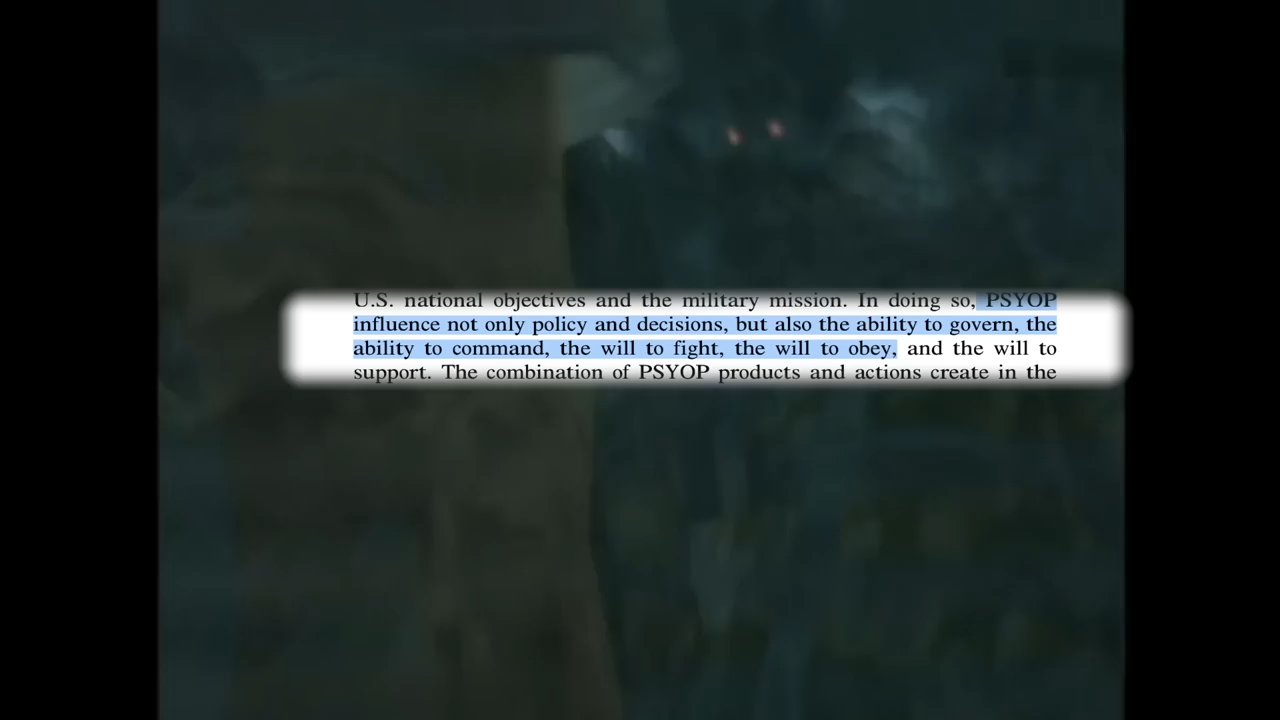 U.S. national objectives and the military mission. In doing so, PSYOP
influence not only policy and decisions, but also the ability to govern, the
ability to command, the will to fight, the will to obey, and the will to
support. The combination of PSYOP products and actions create in the